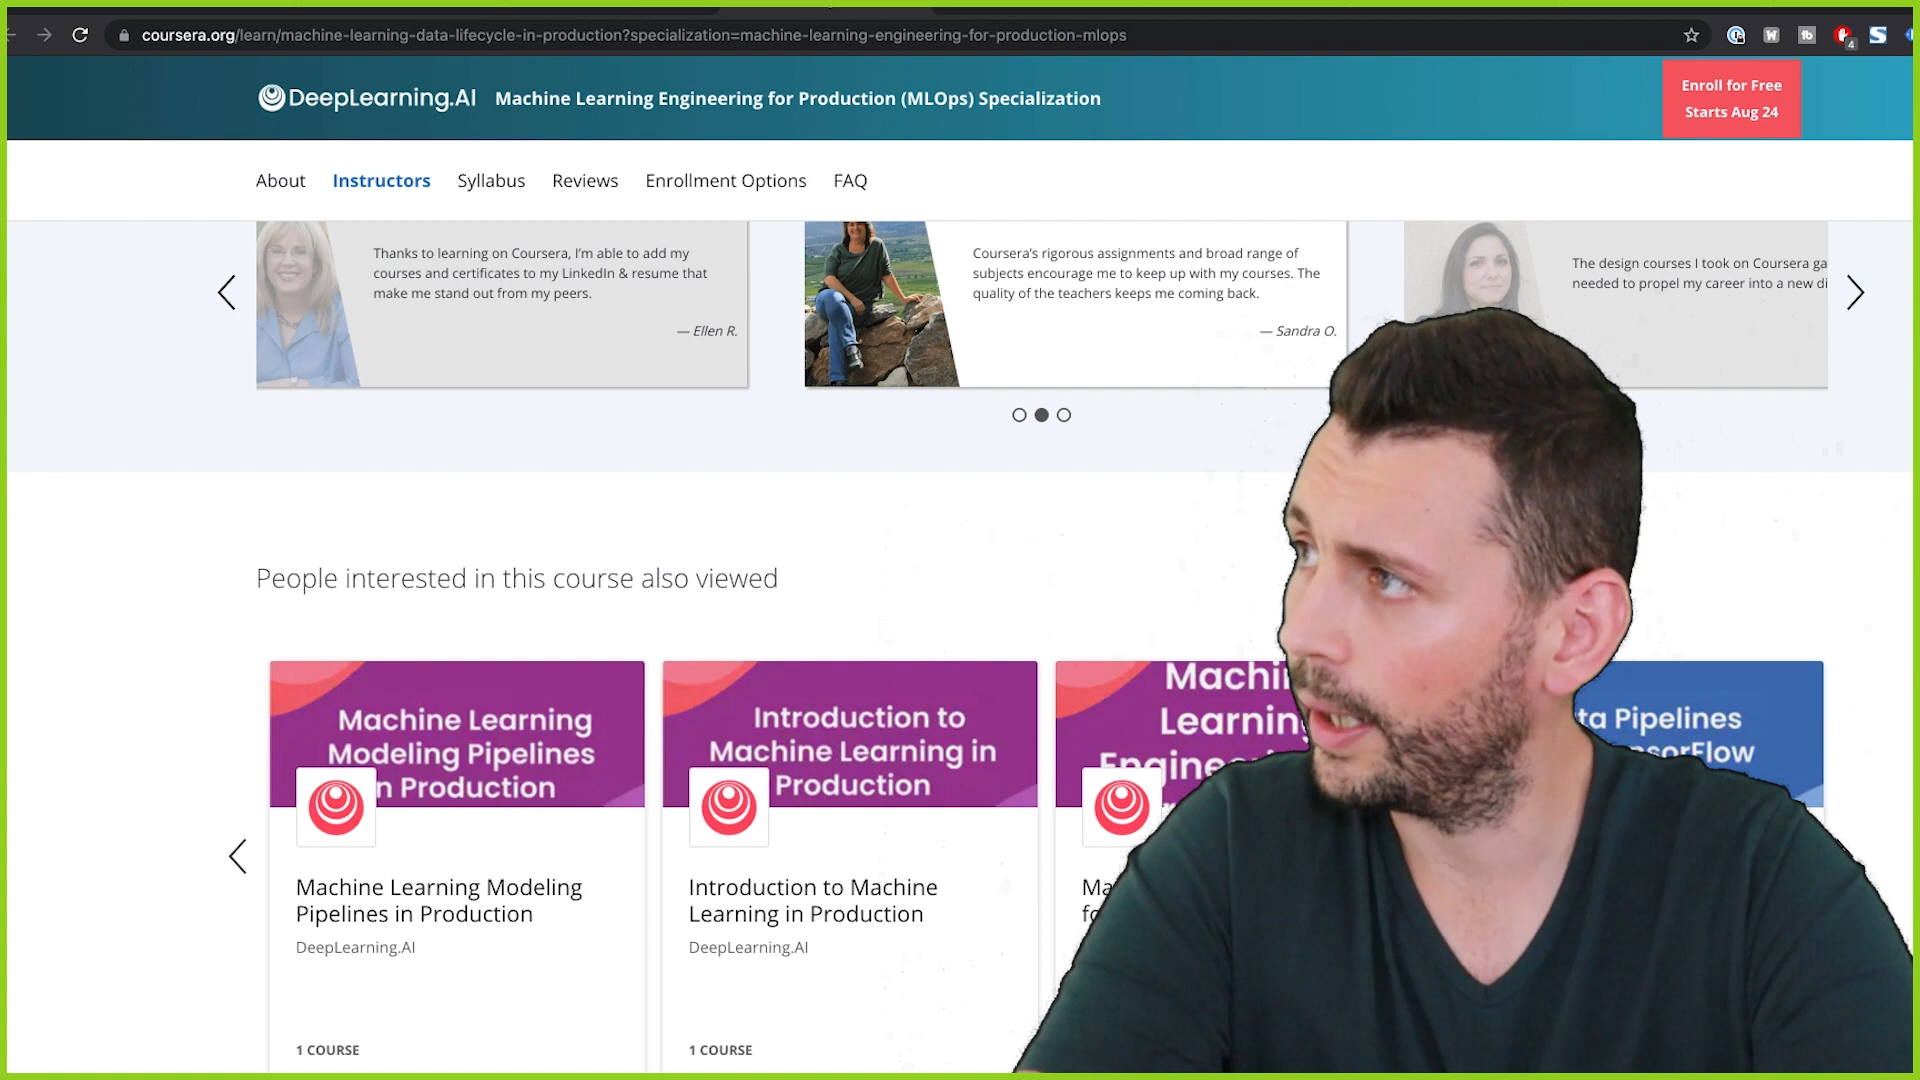 coursera.org/learn/machine-learning-data-lifecycle-in-production?specialization=machine-learning-engineering-for-production-mlops
4
DeepLearning.AI Machine Learning Engineering for Production (MLOps) Specialization
Enroll for Free
Starts Aug 24
About Instructors Syllabus Reviews Enrollment Options FAQ
Thanks to learning on Coursera, I'm able to add my
courses and certificates to my LinkedIn & resume that
make me stand out from my peers.
— Ellen R.
Coursera's rigorous assignments and broad range of
subjects encourage me to keep up with my courses. The
quality of the teachers keeps me coming back.
— Sandra O.
The design courses I took on Coursera ga
needed to propel my career into a new di
People interested in this course also viewed
Machine Learning
Modeling Pipelines
n Production
Machine Learning Modeling
Pipelines in Production
DeepLearning.AI
1 COURSE
Introduction to
Machine Learning in
Production
Introduction to Machine
Learning in Production
DeepLearning.AI
1 COURSE
Machi
Learning
Engine
Ma
fo
ta Pipelines
nsorFlow